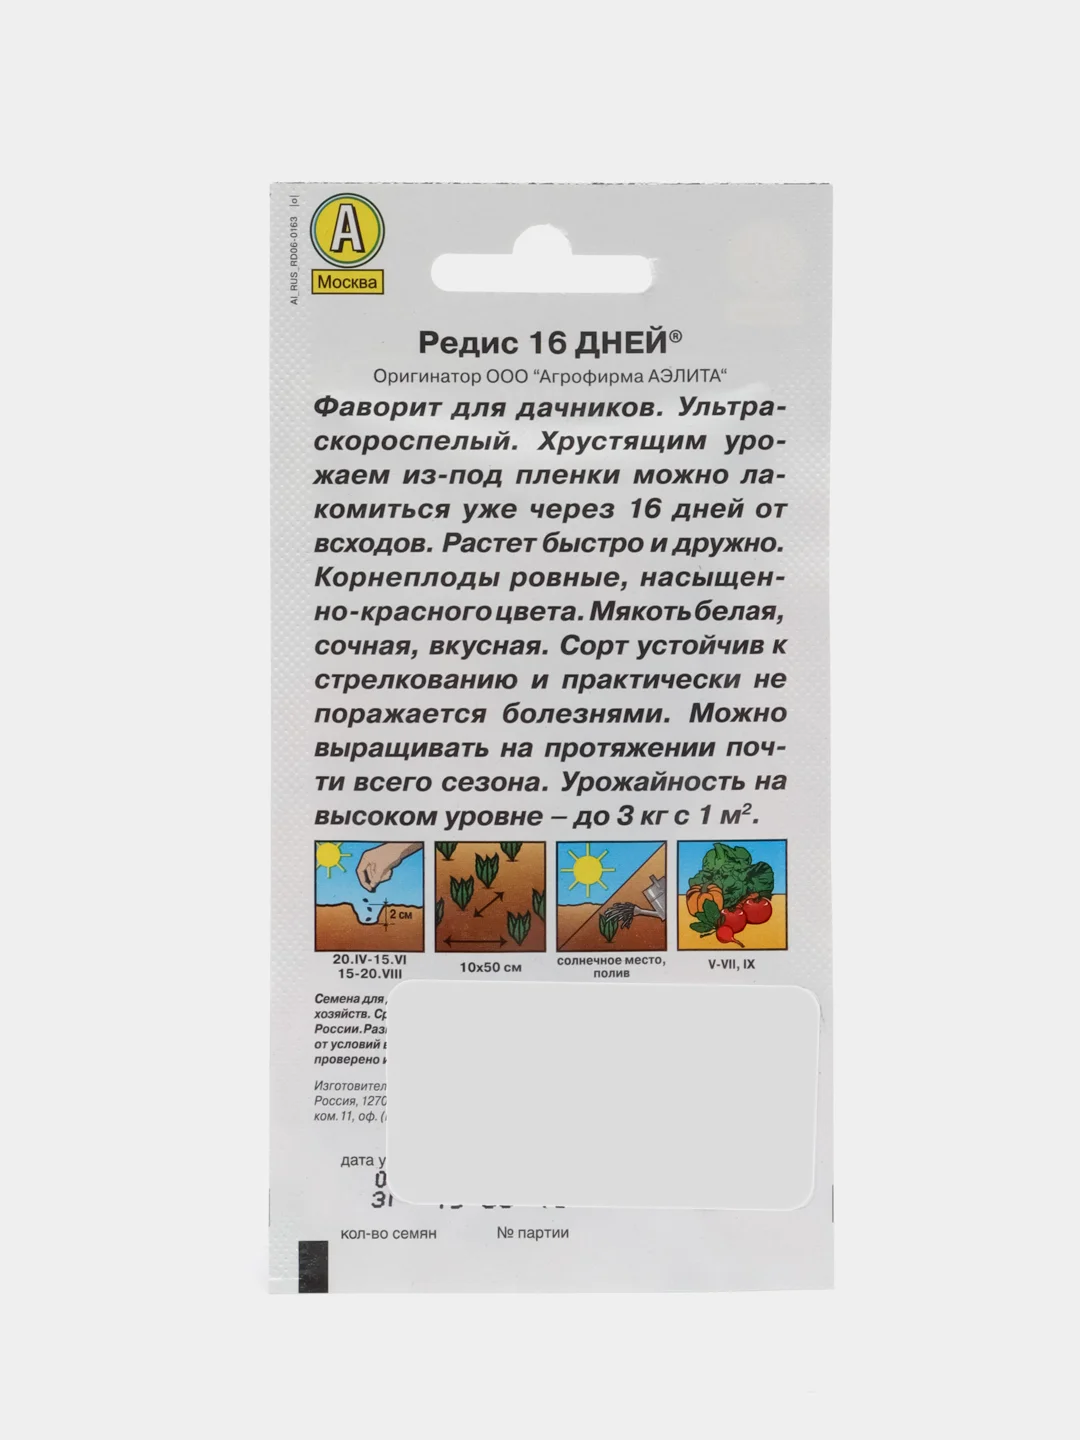 AI_RUS_RD06-0163 |o|
А
Москва
Редис 16 ДНЕЙ®
Оригинатор ООО “Агрофирма АЭЛИТА“
Фаворит для дачников. Ультра-
скороспелый. Хрустящим уро-
жаем из-под пленки можно ла-
комиться уже через 16 дней от
всходов. Растет быстро и дружно.
Корнеплоды ровные, насыщен-
но-красного цвета. Мякоть белая,
сочная, вкусная. Сорт устойчив к
стрелкованию и практически не
поражается болезнями. Можно
выращивать на протяжении поч-
ти всего сезона. Урожайность на
высоком уровне – до 3 кг с 1 м².
2 см
20.IV-15.VI
15-20.VIII
10х50 см
солнечное место,
полив
V-VII, IX
Семена для
хозяйств.
России.
от условий
проверено
Россия,
ком. 11, оф.
дата
кол-во семян
№ партии